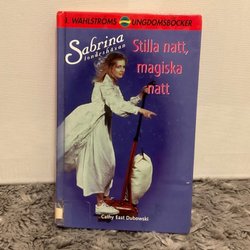 B. WAHLSTRÖMS UNGDOMSBÖCKER
Sabrina
tonårshäxan
Stilla natt,
magiska
natt
Cathy East Dubowski